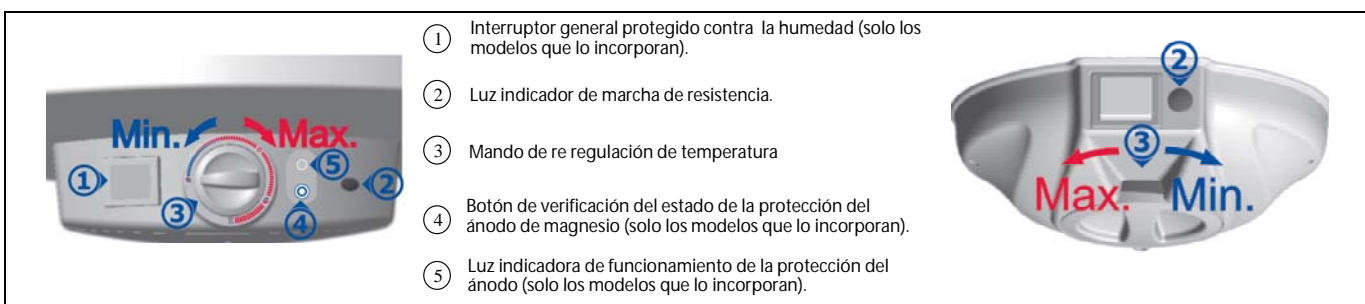 Min. Max.
5
1
2
3
4
1 Interruptor general protegido contra la humedad (solo los
modelos que lo incorporan).
2 Luz indicador de marcha de resistencia.
3 Mando de re regulación de temperatura
4 Botón de verificación del estado de la protección del
ánodo de magnesio (solo los modelos que lo incorporan).
5 Luz indicadora de funcionamiento de la protección del
ánodo (solo los modelos que lo incorporan).
2
3
Max. Min.